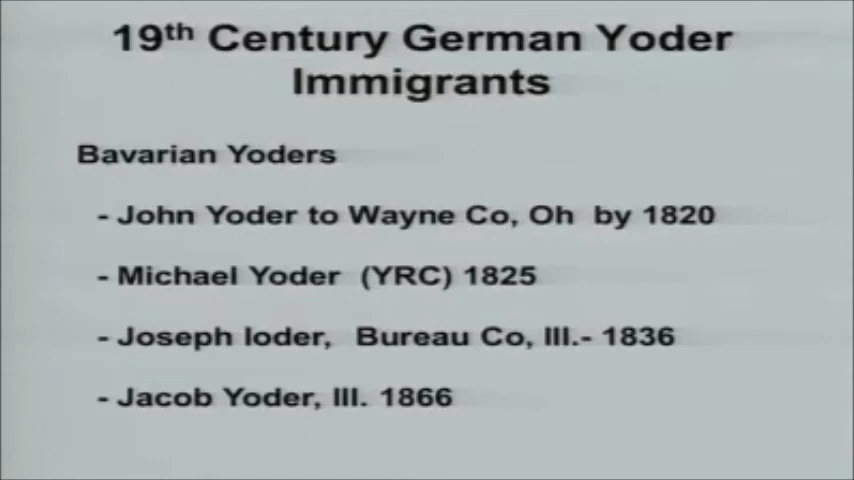 19th Century German Yoder
Immigrants
Bavarian Yoders
- John Yoder to Wayne Co, Oh by 1820
- Michael Yoder (YRC) 1825
- Joseph Ioder, Bureau Co, Ill.- 1836
- Jacob Yoder, Ill. 1866